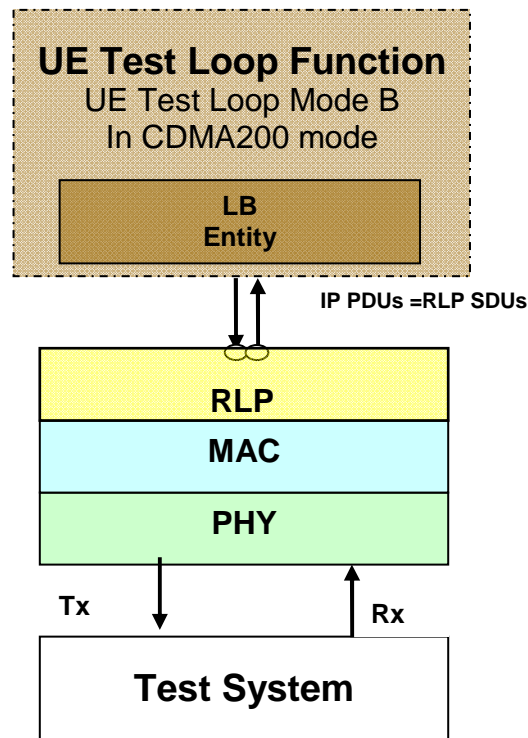 UE Test Loop Function
UE Test Loop Mode B
In CDMA200 mode
LB
Entity
IP PDUs =RLP SDUs
RLP
MAC
PHY
Tx
Rx
Test System